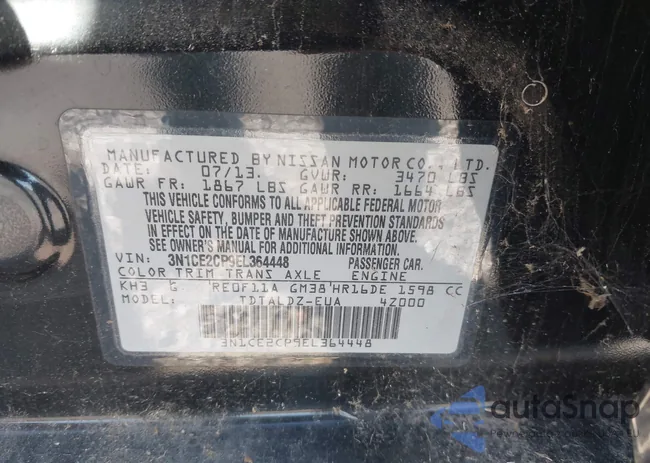 MANUFACTURED BY NISSAN MOTOR CO., LTD.
DATE: 07/13. GVWR: 3470 LBS
GAWR FR: 1867 LBS GAWR RR: 1664 LBS
THIS VEHICLE CONFORMS TO ALL APPLICABLE FEDERAL MOTOR
VEHICLE SAFETY, BUMPER AND THEFT PREVENTION STANDARDS
IN EFFECT ON THE DATE OF MANUFACTURE SHOWN ABOVE.
SEE OWNER'S MANUAL FOR ADDITIONAL INFORMATION.
VIN: 3N1CE2CP9EL364448 PASSENGER CAR.
COLOR TRIM TRANS AXLE ENGINE
KH3 G RE0F11A GM38 HR16DE 1598 CC
MODEL: TDTALDZ-EUA 4Z000
3N1CE2CP9EL364448
autoSnap